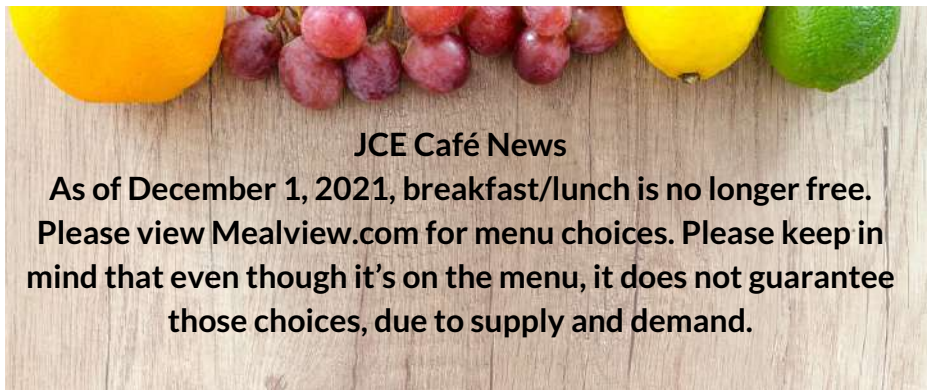 JCE Café News
As of December 1, 2021, breakfast/lunch is no longer free.
Please view Mealview.com for menu choices. Please keep in
mind that even though it’s on the menu, it does not guarantee
those choices, due to supply and demand.